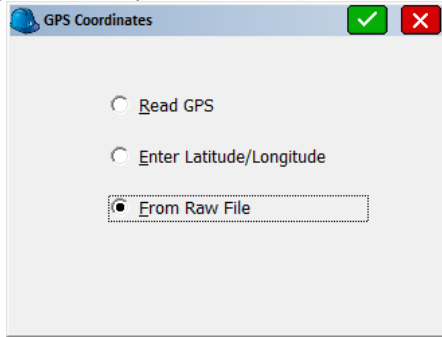 GPS Coordinates
Read GPS
Enter Latitude/Longitude
From Raw File